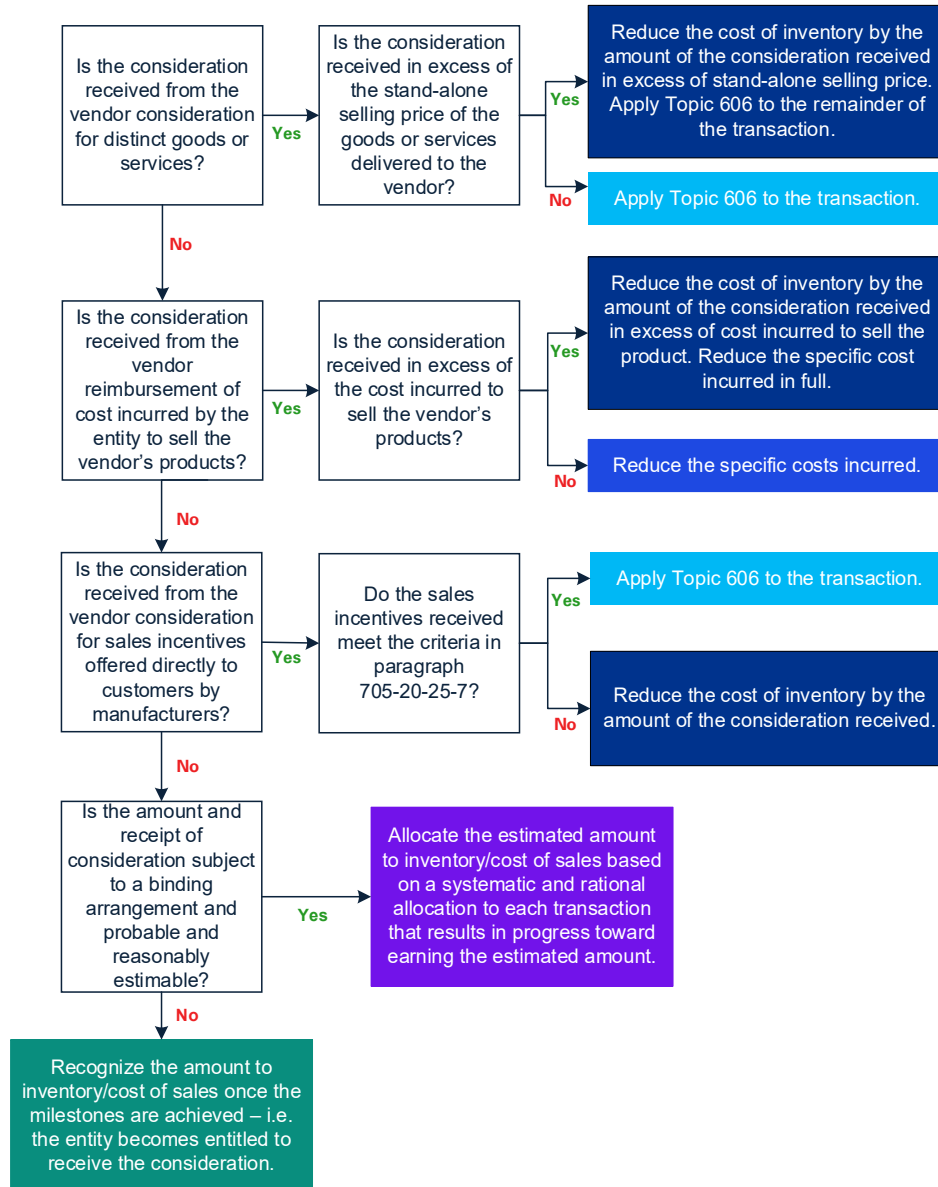 Is the consideration
received from the
vendor consideration
for distinct goods or
services?
Yes
Is the consideration
received in excess of
the stand-alone
selling price of the
goods or services
delivered to the
vendor?
Yes
Reduce the cost of inventory by the
amount of the consideration received
in excess of stand-alone selling price.
Apply Topic 606 to the remainder of
the transaction.
No
Apply Topic 606 to the transaction.
No
Is the consideration
received from the
vendor
reimbursement of
cost incurred by the
entity to sell the
vendor’s products?
Yes
Is the consideration
received in excess of
the cost incurred to
sell the vendor’s
products?
Yes
Reduce the cost of inventory by the
amount of the consideration received
in excess of cost incurred to sell the
product. Reduce the specific cost
incurred in full.
No
Reduce the specific costs incurred.
No
Is the consideration
received from the
vendor consideration
for sales incentives
offered directly to
customers by
manufacturers?
Yes
Do the sales
incentives received
meet the criteria in
paragraph
705-20-25-7?
Yes
Apply Topic 606 to the transaction.
No
Reduce the cost of inventory by the
amount of the consideration received.
No
Is the amount and
receipt of
consideration subject
to a binding
arrangement and
probable and
reasonably
estimable?
Yes
Allocate the estimated amount
to inventory/cost of sales based
on a systematic and rational
allocation to each transaction
that results in progress toward
earning the estimated amount.
No
Recognize the amount to
inventory/cost of sales once the
milestones are achieved – i.e.
the entity becomes entitled to
receive the consideration.